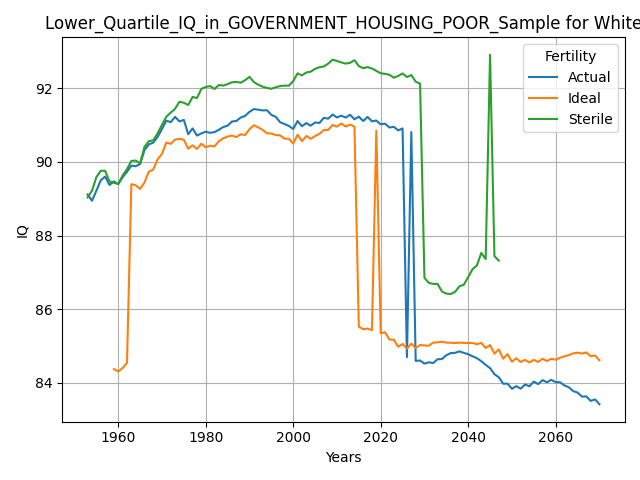 Lower_Quartile_IQ_in_GOVERNMENT_HOUSING_POOR_Sample for White
Fertility
Actual
Ideal
Sterile
IQ
92
90
88
86
84
1960
1980
2000
2020
2040
2060
Years